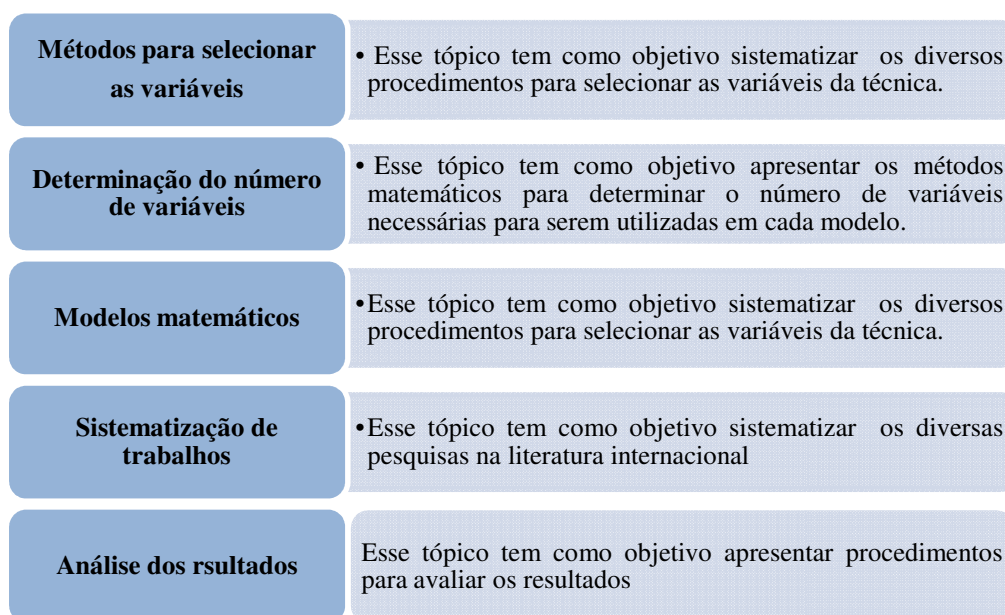 Métodos para selecionar
as variáveis
• Esse tópico tem como objetivo sistematizar os diversos
procedimentos para selecionar as variáveis da técnica.
Determinação do número
de variáveis
• Esse tópico tem como objetivo apresentar os métodos
matemáticos para determinar o número de variáveis
necessárias para serem utilizadas em cada modelo.
Modelos matemáticos
•Esse tópico tem como objetivo sistematizar os diversos
procedimentos para selecionar as variáveis da técnica.
Sistematização de
trabalhos
•Esse tópico tem como objetivo sistematizar os diversas
pesquisas na literatura internacional
Análise dos rsultados
Esse tópico tem como objetivo apresentar procedimentos
para avaliar os resultados